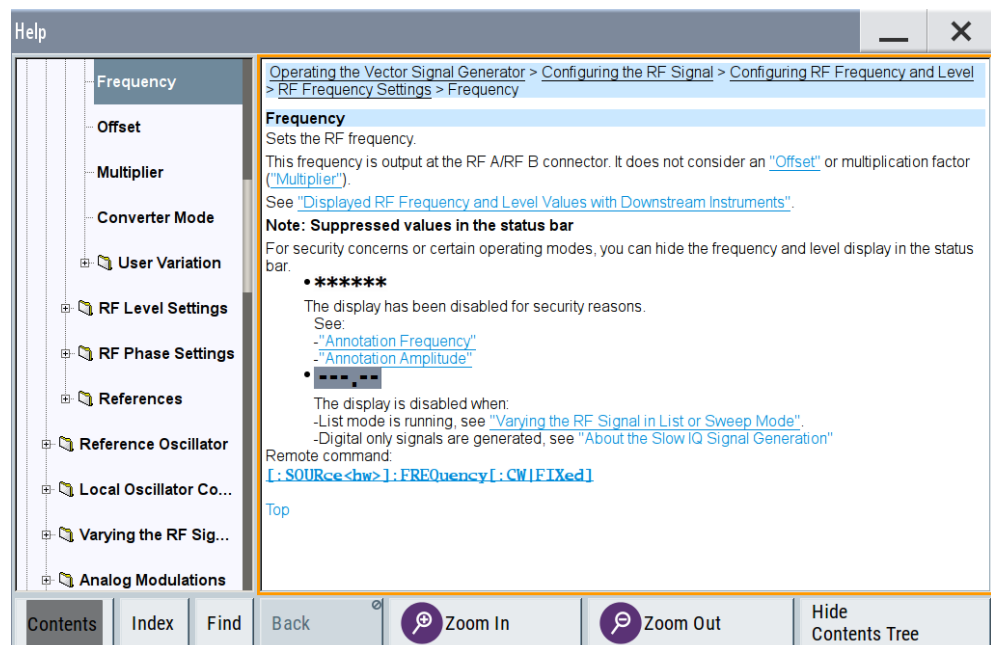 Help
Frequency
Offset
Multiplier
Converter Mode
User Variation
RF Level Settings
RF Phase Settings
References
Reference Oscillator
Local Oscillator Co...
Varying the RF Sig...
Analog Modulations
Operating the Vector Signal Generator > Configuring the RF Signal > Configuring RF Frequency and Level
> RF Frequency Settings > Frequency
Frequency
Sets the RF frequency.
This frequency is output at the RF A/RF B connector. It does not consider an "Offset" or multiplication factor
("Multiplier").
See "Displayed RF Frequency and Level Values with Downstream Instruments".
Note: Suppressed values in the status bar
For security concerns or certain operating modes, you can hide the frequency and level display in the status
bar.
• ******
The display has been disabled for security reasons.
See:
-"Annotation Frequency"
-"Annotation Amplitude"
• ---.--
The display is disabled when:
-List mode is running, see "Varying the RF Signal in List or Sweep Mode".
-Digital only signals are generated, see "About the Slow IQ Signal Generation"
Remote command:
[:SOURce<hw>]:FREQuency[:CW|FIXed]
Top
Contents
Index
Find
Back
Zoom In
Zoom Out
Hide
Contents Tree